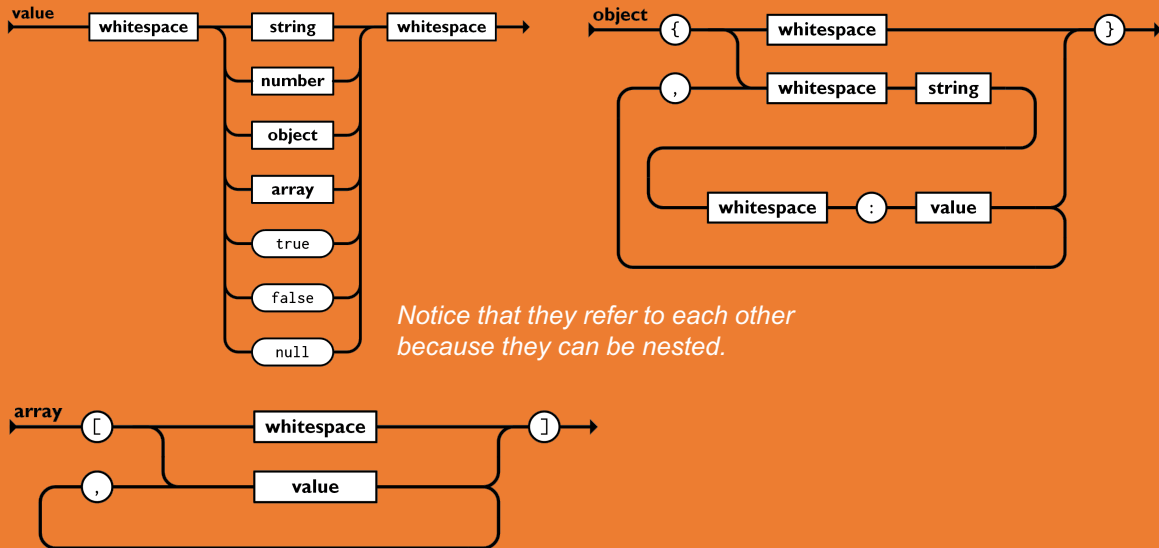 value
whitespace string whitespace
number
object
array
true
false
null
object
{ whitespace }
, whitespace string
whitespace : value
Notice that they refer to each other
because they can be nested.
array
[ whitespace ]
, value